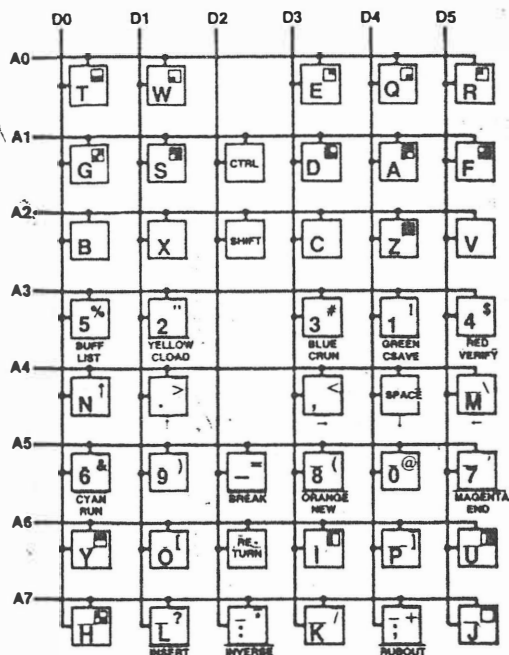 D0 D1 D2 D3 D4 D5
A0
T W E Q R
A1
G S CTRL D A F
A2
B X SHIFT C Z V
A3
5 % 2 " 3 # 1 ! 4 $
BUFF LIST YELLOW CLOAD BLUE CRUN GREEN CSAVE RED VERIFY
A4
N ↑ . > , < SPACE M \
↑ → ↓ ←
A5
6 & 9 ) - = 8 ( 0 @ 7 '
CYAN RUN BREAK ORANGE NEW MAGENTA END
A6
Y O [ RE-TURN I P ] U
A7
H L ? : * K / ; + J
INSERT INVERSE RUBOUT